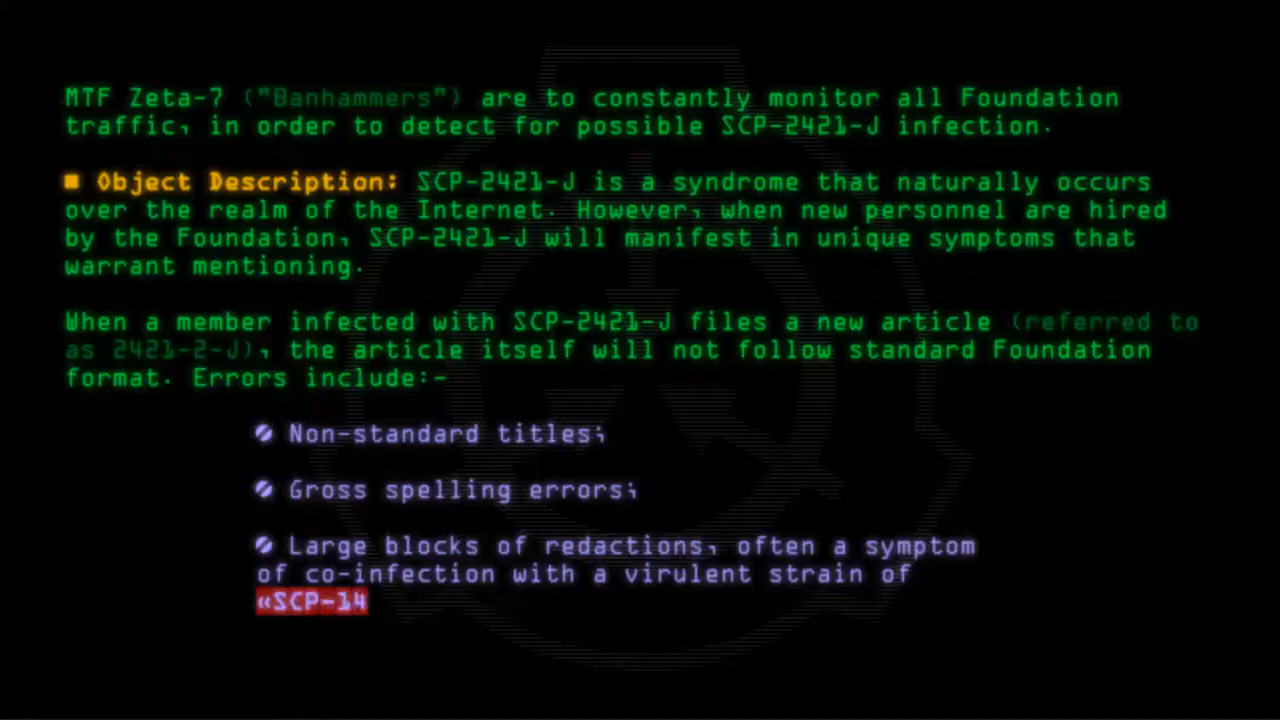 MTF Zeta-7 ("Banhammers") are to constantly monitor all Foundation
traffic, in order to detect for possible SCP-2421-J infection.
■ Object Description: SCP-2421-J is a syndrome that naturally occurs
over the realm of the Internet. However, when new personnel are hired
by the Foundation, SCP-2421-J will manifest in unique symptoms that
warrant mentioning.
When a member infected with SCP-2421-J files a new article (referred to
as 2421-2-J), the article itself will not follow standard Foundation
format. Errors include:-
Non-standard titles;
Gross spelling errors;
Large blocks of redactions, often a symptom
of co-infection with a virulent strain of
«SCP-14